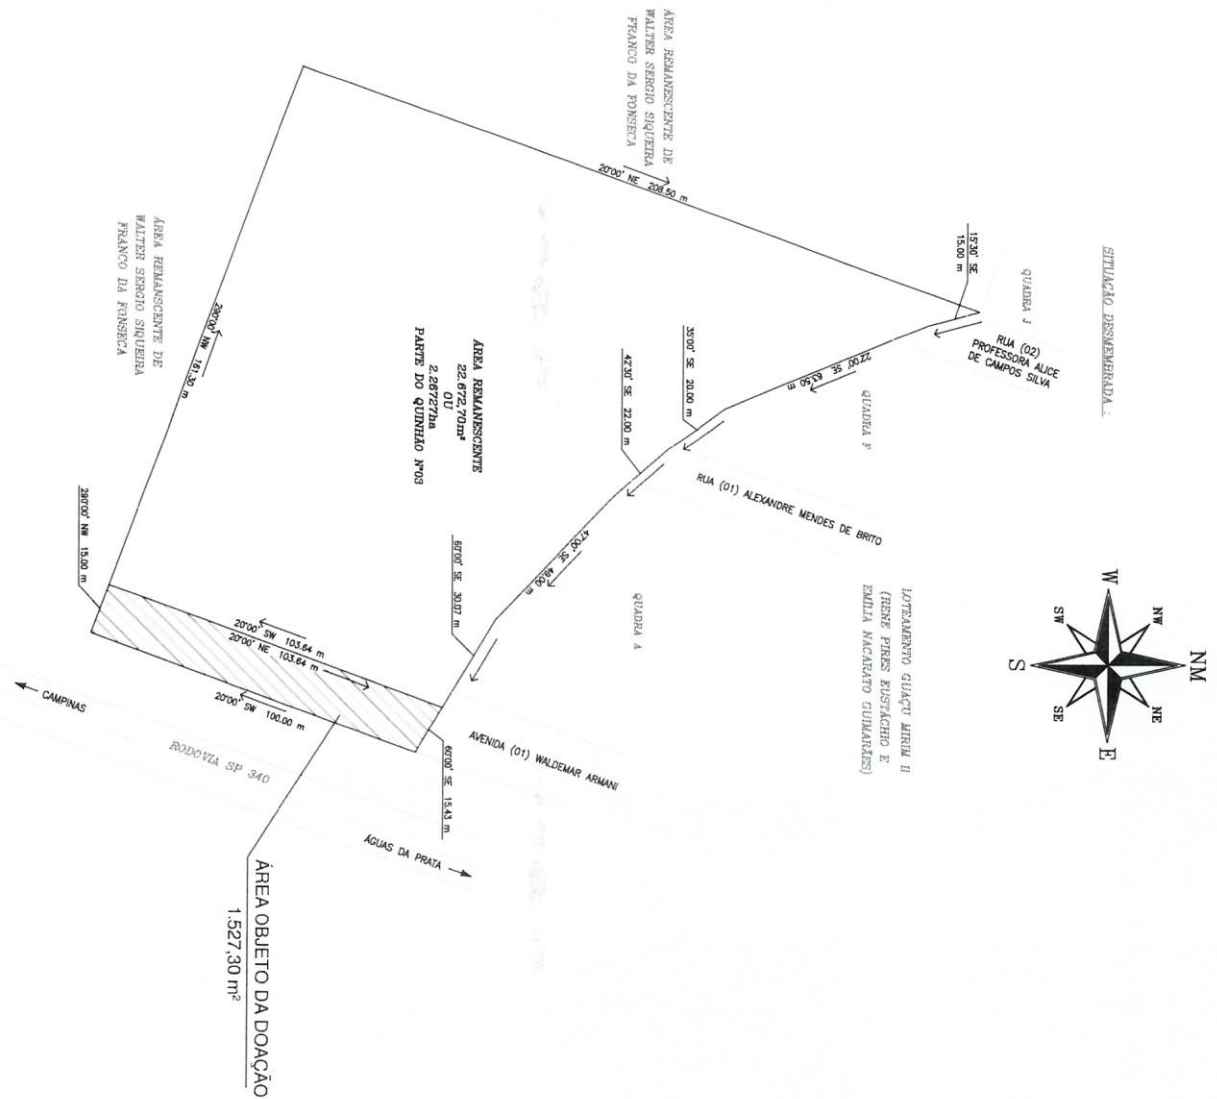 SITUAÇÃO DESMEMBRADA :
NM
NW
NE
W
E
SW
SE
S
QUADRA J
RUA (02)
PROFESSORA ALICE
DE CAMPOS SILVA
15°30' SE
15.00 m
22°00' SE 63.50 m
QUADRA F
35°00' SE 20.00 m
42°30' SE 22.00 m
RUA (01) ALEXANDRE MENDES DE BRITO
LOTEAMENTO GUAÇU MIRIM II
(RENE PIRES EUSTÁCHIO E
EMÍLIA MACARATO GUIMARÃES)
47°00' SE 49.00 m
QUADRA A
60°00' SE 30.07 m
AVENIDA (01) WALDEMAR ARMANI
60°00' SE 15.43 m
ÁREA REMANESCENTE DE
WALTER SERGIO SIQUEIRA
FRANCO DA FONSECA
20°00' NE 208.50 m
ÁREA REMANESCENTE
22.672,70m²
OU
2.26727ha
PARTE DO QUINHÃO N°03
ÁREA REMANSCENTE DE
WALTER SERGIO SIQUEIRA
FRANCO DA FONSECA
290°00' NW 161.30 m
290°00' NW 15.00 m
20°00' SW 103.64 m
20°00' NE 103.64 m
20°00' SW 100.00 m
CAMPINAS
RODOVIA SP 340
ÁGUAS DA PRATA
ÁREA OBJETO DA DOAÇÃO
1.527,30 m²